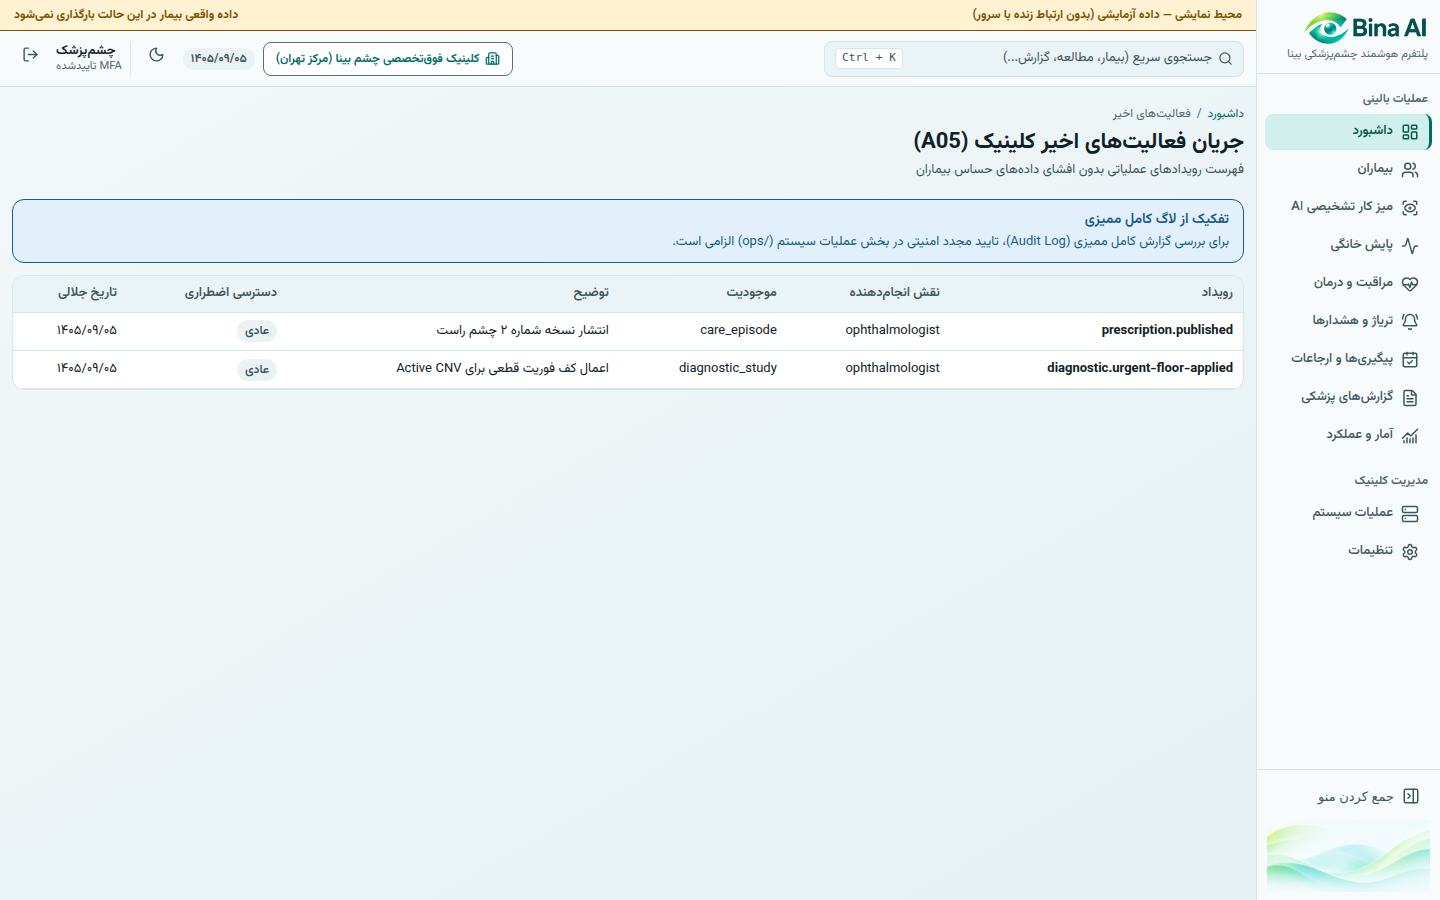 محیط نمایشی — داده آزمایشی (بدون ارتباط زنده با سرور)
داده واقعی بیمار در این حالت بارگذاری نمی‌شود
Bina AI
پلتفرم هوشمند چشم‌پزشکی بینا
جستجوی سریع (بیمار، مطالعه، گزارش...)
Ctrl + K
کلینیک فوق‌تخصصی چشم بینا (مرکز تهران)
۱۴۰۵/۰۹/۰۵
چشم‌پزشک
MFA تاییدشده
عملیات بالینی
داشبورد
بیماران
میز کار تشخیصی AI
پایش خانگی
مراقبت و درمان
تریاژ و هشدارها
پیگیری‌ها و ارجاعات
گزارش‌های پزشکی
آمار و عملکرد
مدیریت کلینیک
عملیات سیستم
تنظیمات
جمع کردن منو
داشبورد / فعالیت‌های اخیر
جریان فعالیت‌های اخیر کلینیک (A05)
فهرست رویدادهای عملیاتی بدون افشای داده‌های حساس بیماران
تفکیک از لاگ کامل ممیزی
برای بررسی گزارش کامل ممیزی (Audit Log)، تایید مجدد امنیتی در بخش عملیات سیستم (/ops) الزامی است.
رویداد نقش انجام‌دهنده موجودیت توضیح دسترسی اضطراری تاریخ جلالی
prescription.published ophthalmologist care_episode انتشار نسخه شماره ۲ چشم راست عادی ۱۴۰۵/۰۹/۰۵
diagnostic.urgent-floor-applied ophthalmologist diagnostic_study اعمال کف فوریت قطعی برای Active CNV عادی ۱۴۰۵/۰۹/۰۵